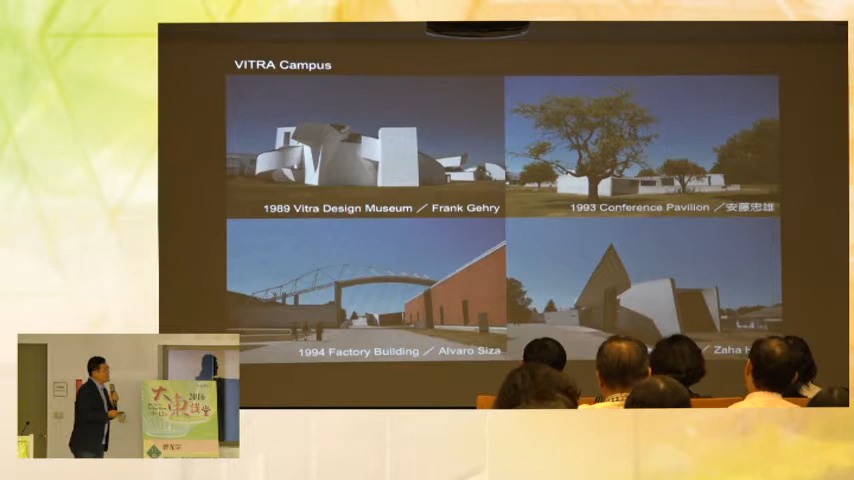 VITRA Campus
1989 Vitra Design Museum ／ Frank Gehry
1993 Conference Pavilion ／安藤忠雄
1994 Factory Building ／ Alvaro Siza
／ Zaha H
大東講堂
2016